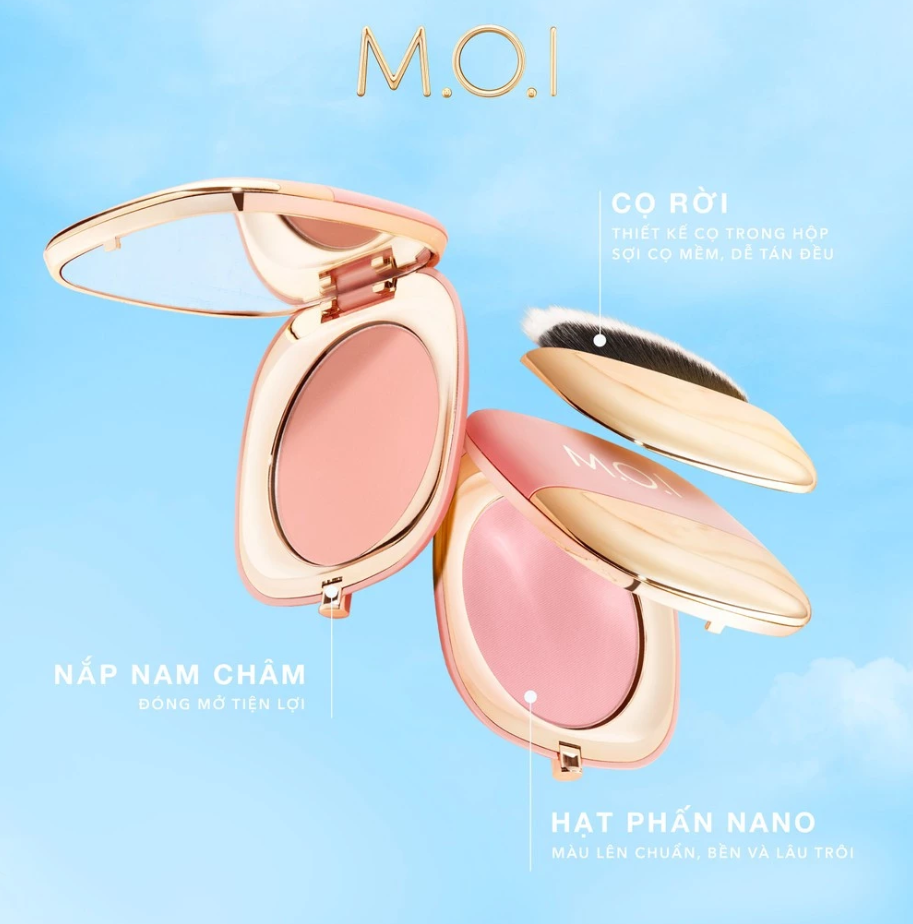 M.O.I
CỌ RỜI
THIẾT KẾ CỌ TRONG HỘP
SỢI CỌ MỀM, DỄ TÁN ĐỀU
M.O.I
NẮP NAM CHÂM
ĐÓNG MỞ TIỆN LỢI
HẠT PHẤN NANO
MÀU LÊN CHUẨN, BỀN VÀ LÂU TRÔI